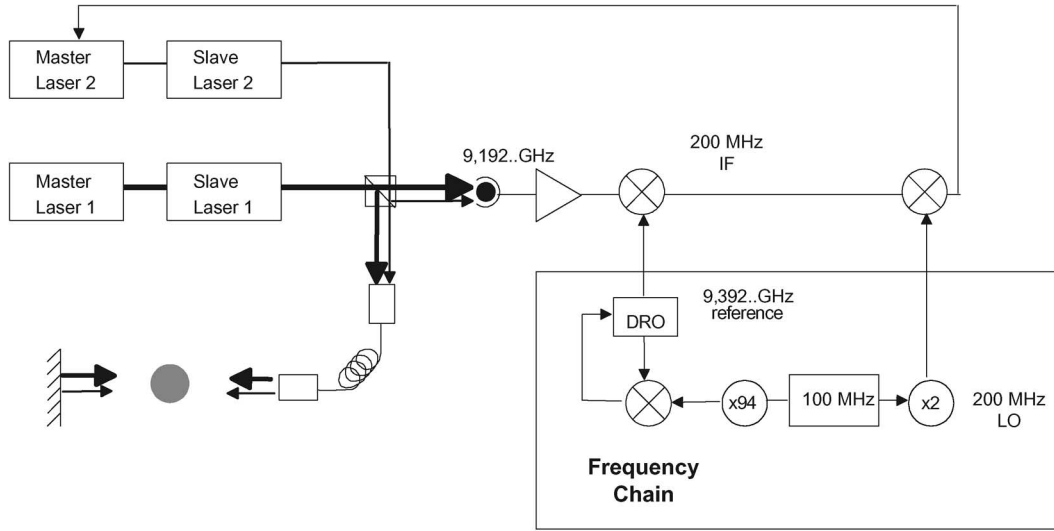 Master
Laser 2
Slave
Laser 2
Master
Laser 1
Slave
Laser 1
9,192..GHz
200 MHz
IF
DRO
9,392..GHz
reference
x94
100 MHz
x2
200 MHz
LO
Frequency
Chain